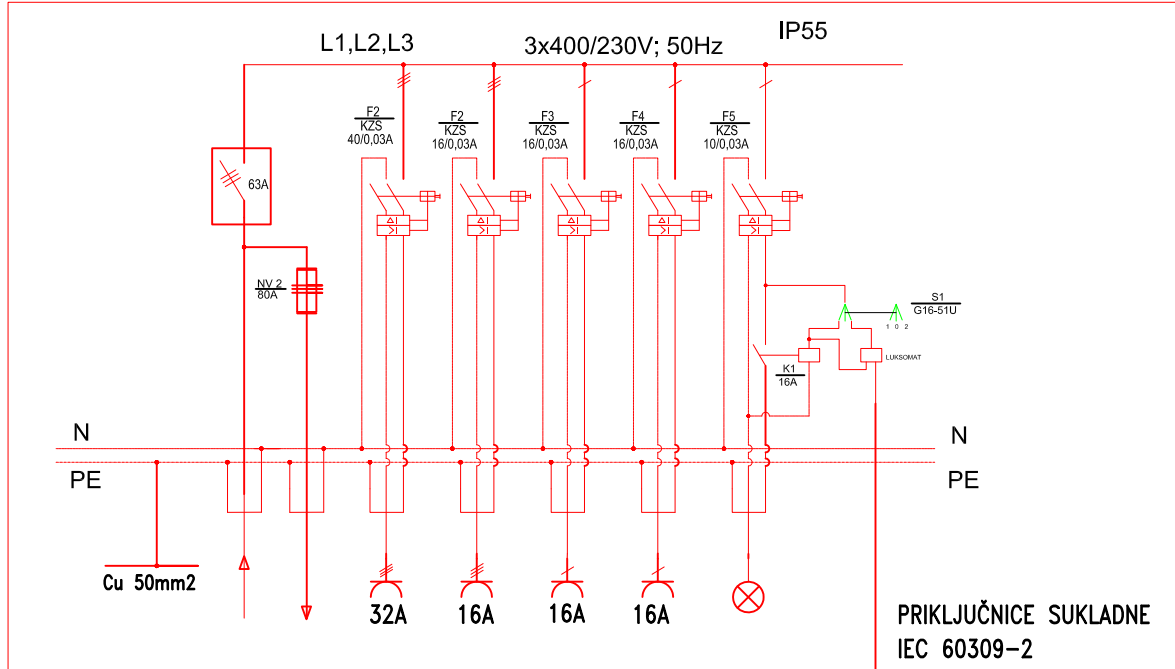 IP55
L1,L2,L3
3x400/230V; 50Hz
F2
KZS
40/0,03A
F2
KZS
16/0,03A
F3
KZS
16/0,03A
F4
KZS
16/0,03A
F5
KZS
10/0,03A
63A
NV 2
80A
S1
G16-51U
1 0 2
LUKSOMAT
K1
16A
N
N
PE
PE
Cu 50mm2
32A
16A
16A
16A
PRIKLJUČNICE SUKLADNE
IEC 60309-2